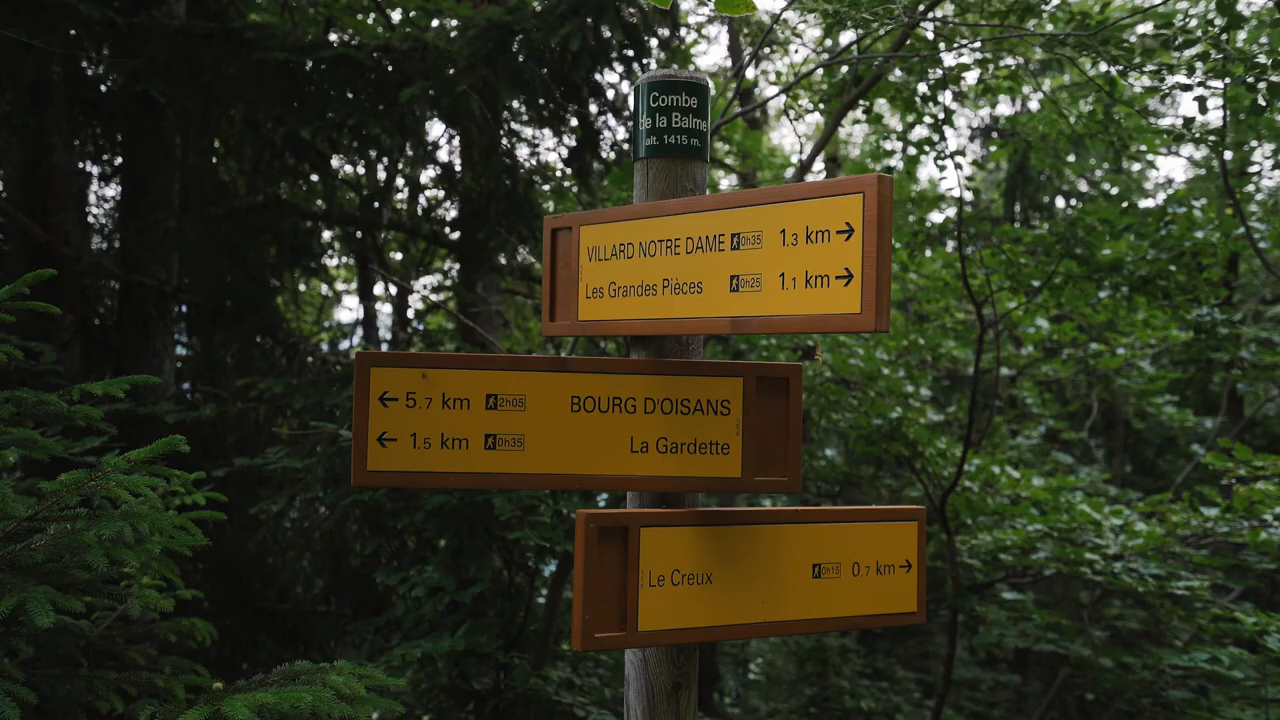 Combe
de la Balme
alt. 1415 m.
VILLARD NOTRE DAME 0h35 1.3 km →
Les Grandes Pièces 0h25 1.1 km →
← 5.7 km 2h05 BOURG D'OISANS
← 1.5 km 0h35 La Gardette
Le Creux 0h15 0.7 km →